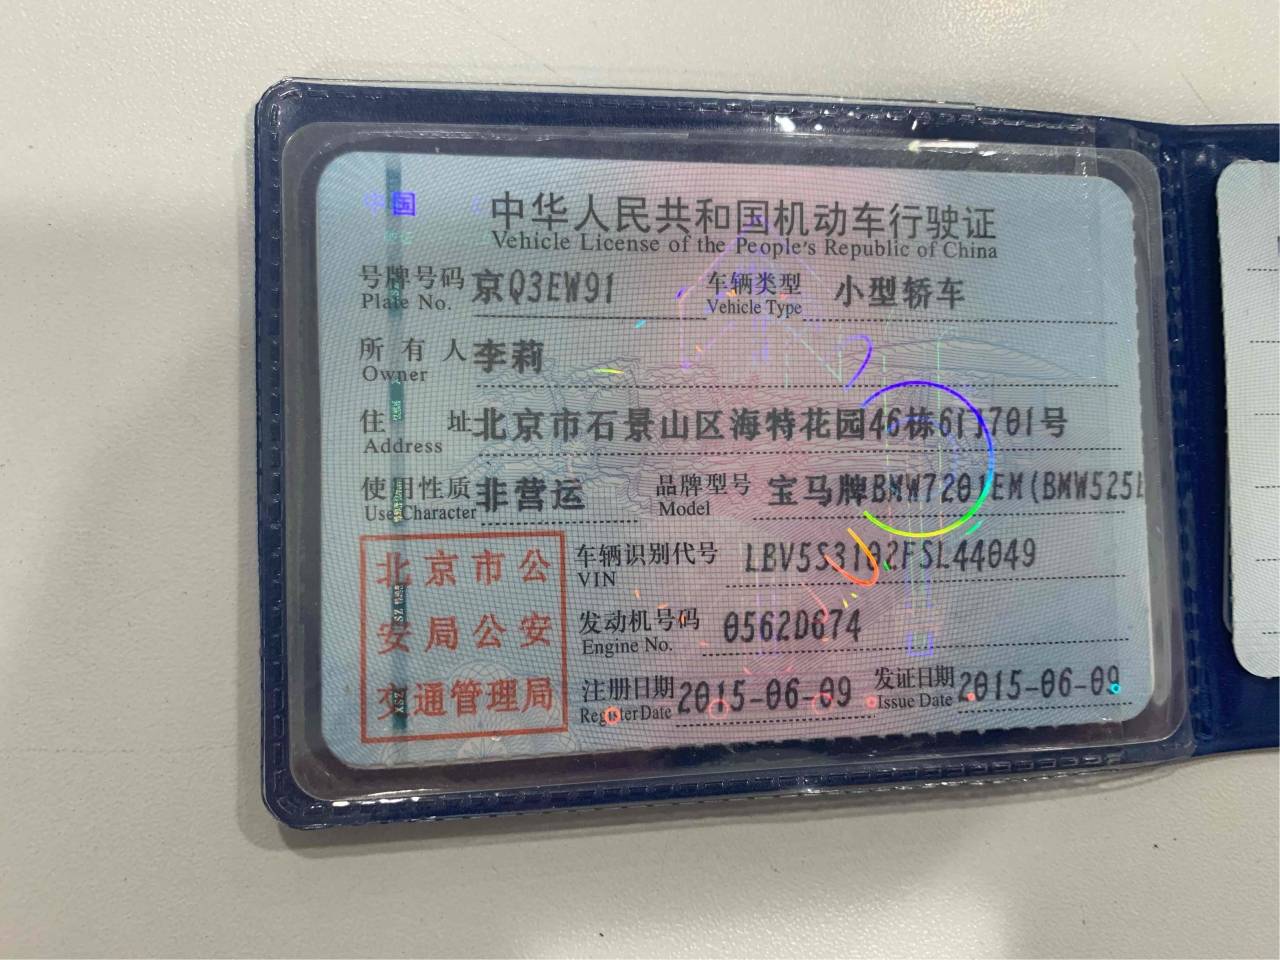 中国
中华人民共和国机动车行驶证
Vehicle License of the People's Republic of China
号牌号码 京Q3EW91 车辆类型 小型轿车
Plate No. Vehicle Type
所有人 李莉
Owner
住址 北京市石景山区海特花园46栋6门701号
Address
使用性质 非营运 品牌型号 宝马牌BMW7201EM(BMW525L
Use Character Model
北京市公
安局公安
交通管理局
车辆识别代号 LBV5S3102FSL44049
VIN
发动机号码 0562D674
Engine No.
注册日期 2015-06-09 发证日期 2015-06-09
Register Date Issue Date